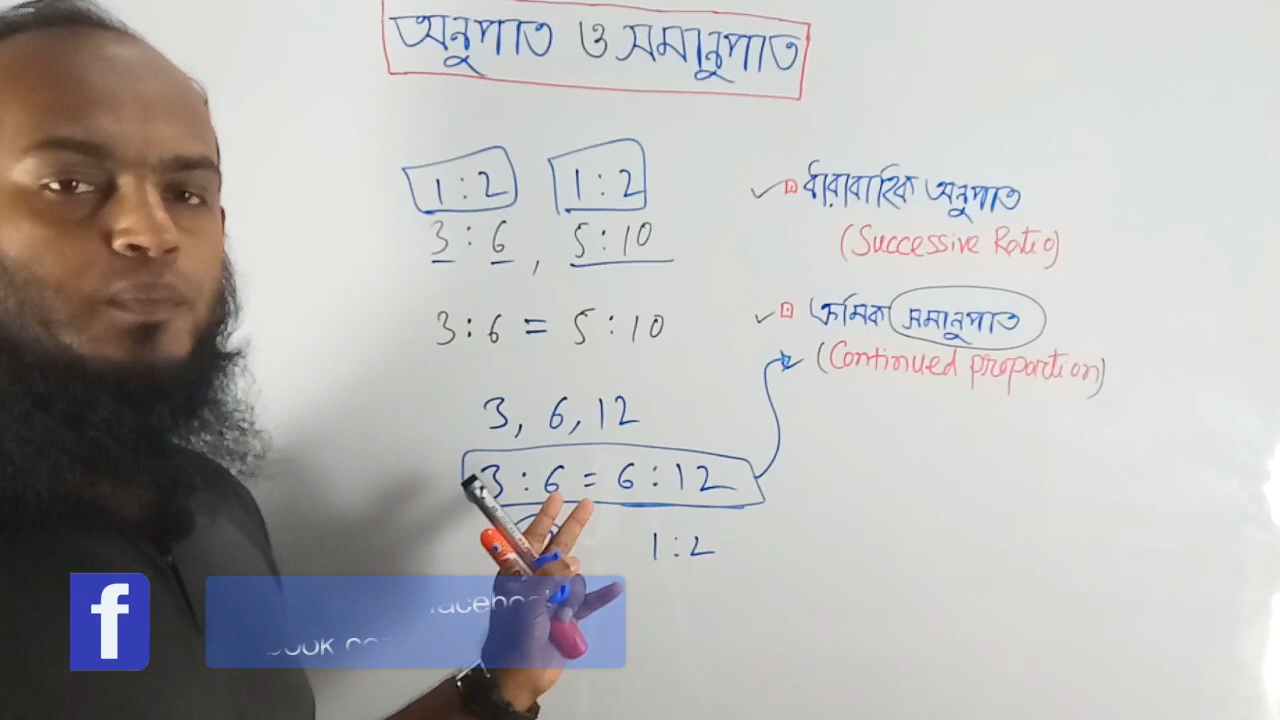 অনুপাত ও সমানুপাত
1:2 1:2
3:6, 5:10
3:6 = 5:10
3, 6, 12
3:6 = 6:12
1:2
ধারাবাহিক অনুপাত
(Successive Ratio)
ক্রমিক সমানুপাত
(Continued proportion)
f